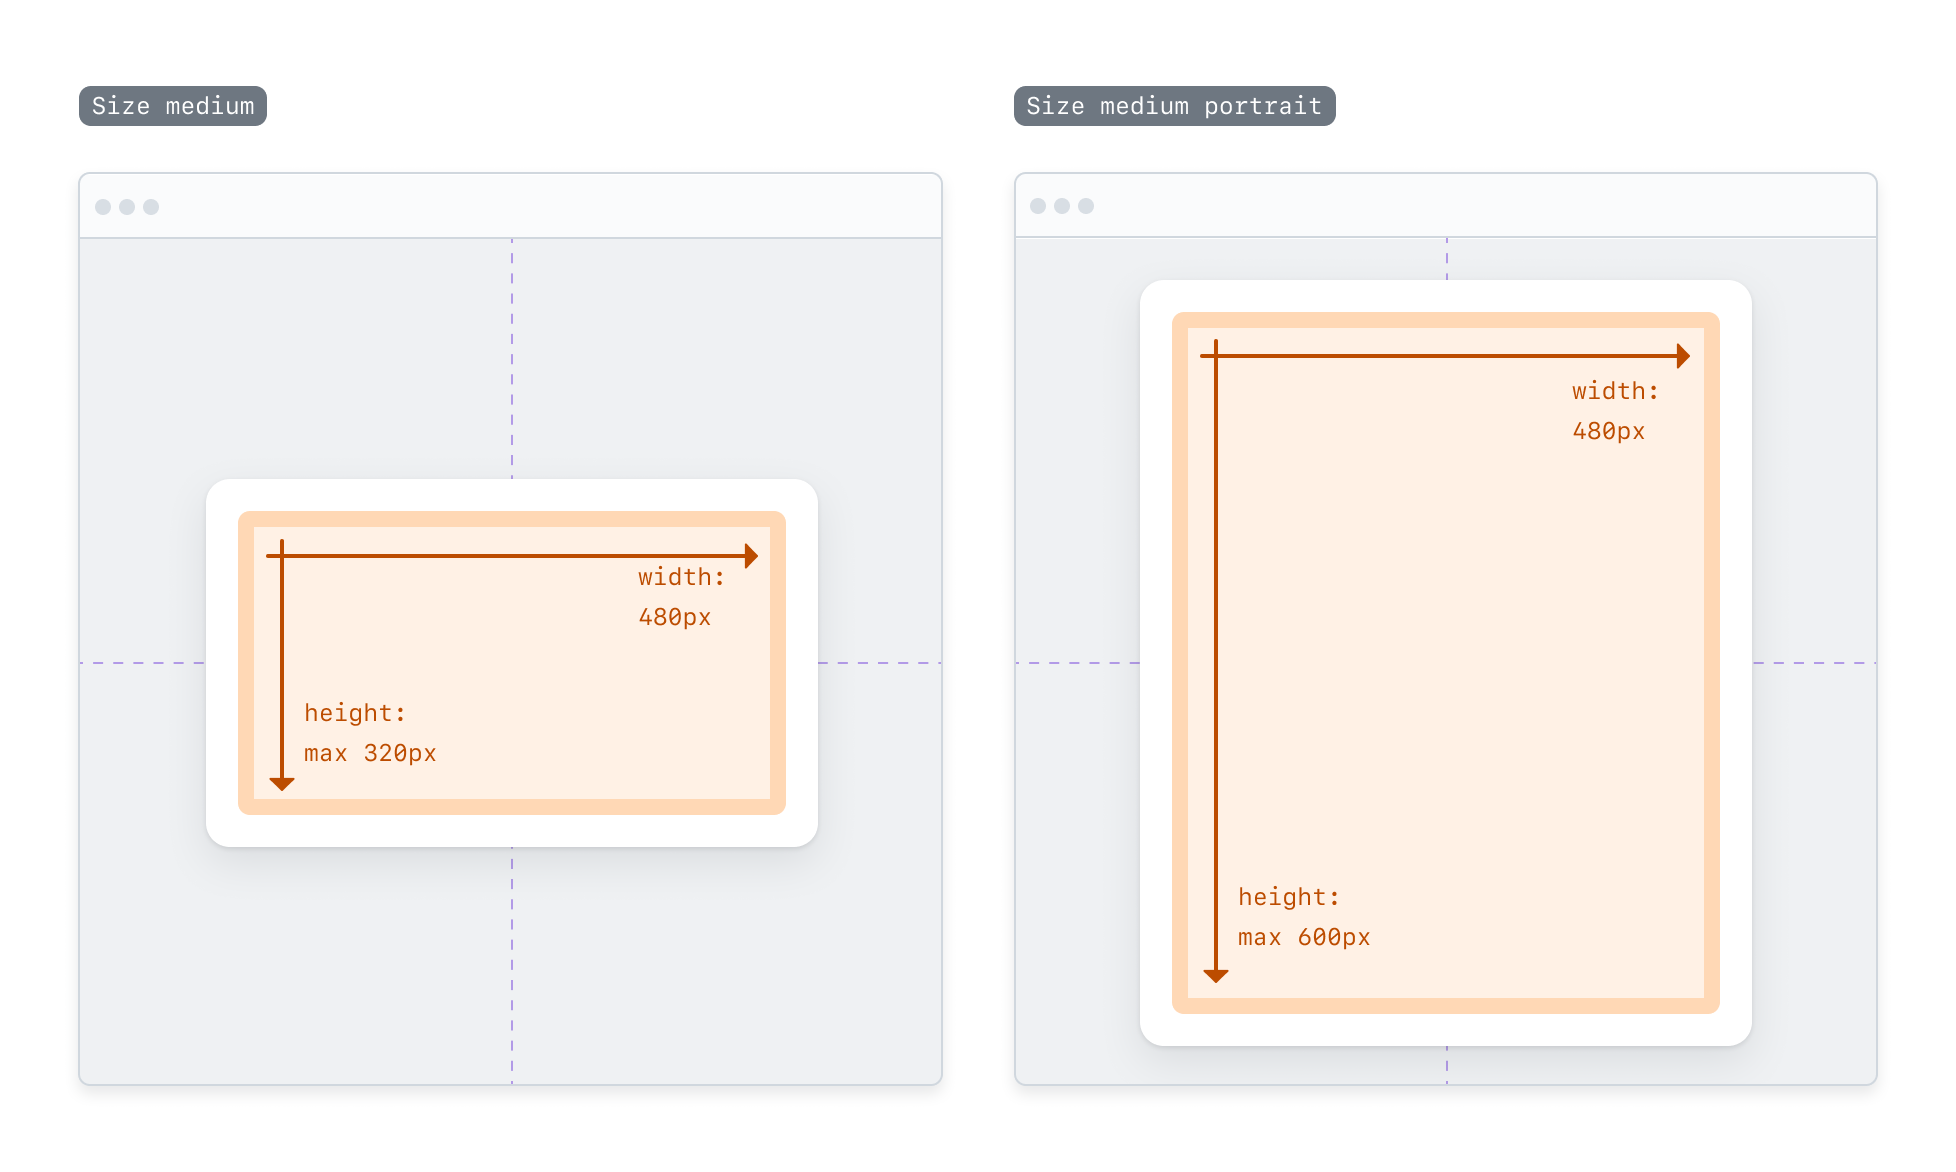 Size medium
width:
480px
height:
max 320px
Size medium portrait
width:
480px
height:
max 600px